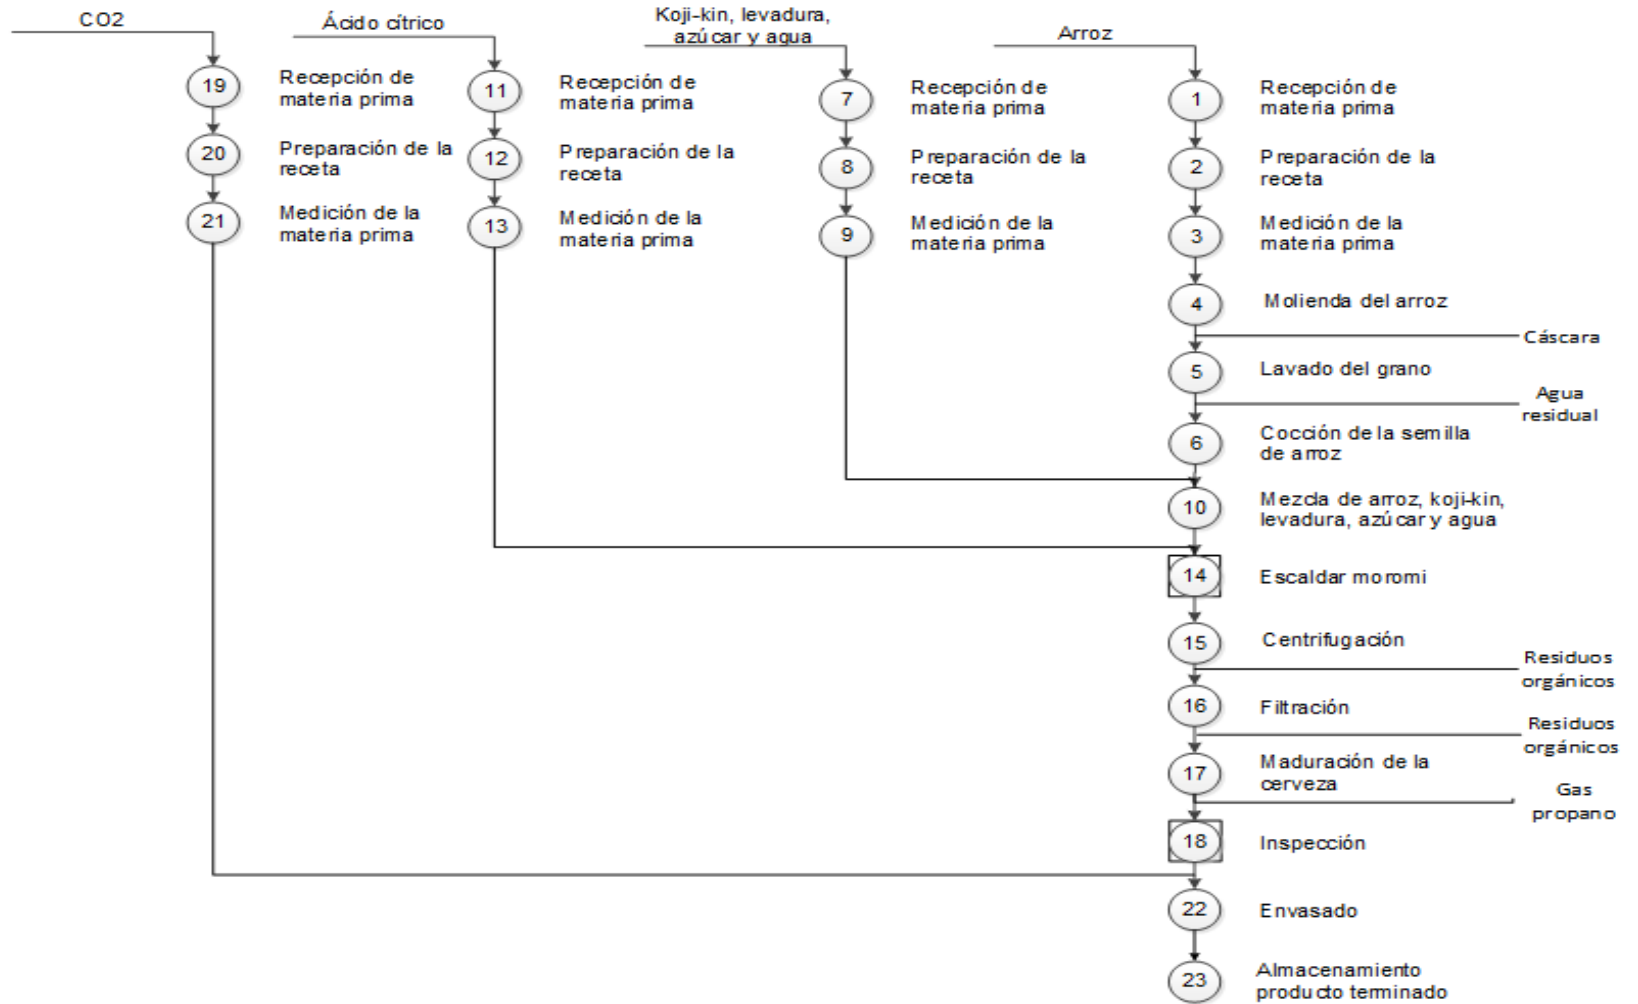 CO2
19
Recepción de
materia prima
20
Preparación de la
receta
21
Medición de la
materia prima
Ácido cítrico
11
Recepción de
materia prima
12
Preparación de la
receta
13
Medición de la
materia prima
Koji-kin, levadura,
azúcar y agua
7
Recepción de
materia prima
8
Preparación de la
receta
9
Medición de la
materia prima
Arroz
1
Recepción de
materia prima
2
Preparación de la
receta
3
Medición de la
materia prima
4
Molienda del arroz
Cáscara
5
Lavado del grano
Agua
residual
6
Cocción de la semilla
de arroz
10
Mezcla de arroz, koji-kin,
levadura, azúcar y agua
14
Escaldar moromi
15
Centrifugación
Residuos
orgánicos
16
Filtración
Residuos
orgánicos
17
Maduración de la
cerveza
Gas
propano
18
Inspección
22
Envasado
23
Almacenamiento
producto terminado